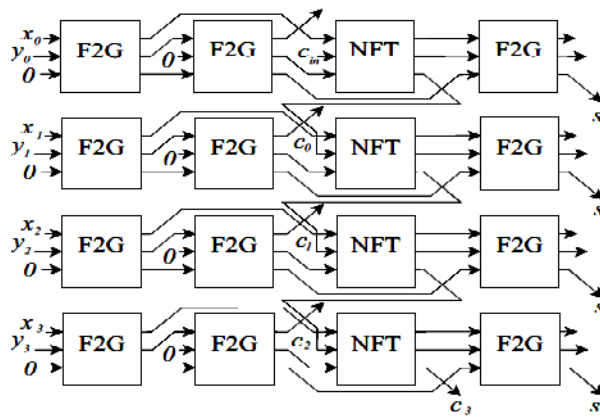 x0 y0 0 F2G 0 F2G cin NFT F2G s
x1 y1 0 F2G 0 F2G c0 NFT F2G s
x2 y2 0 F2G 0 F2G c1 NFT F2G s
x3 y3 0 F2G 0 F2G c2 NFT F2G s
c3